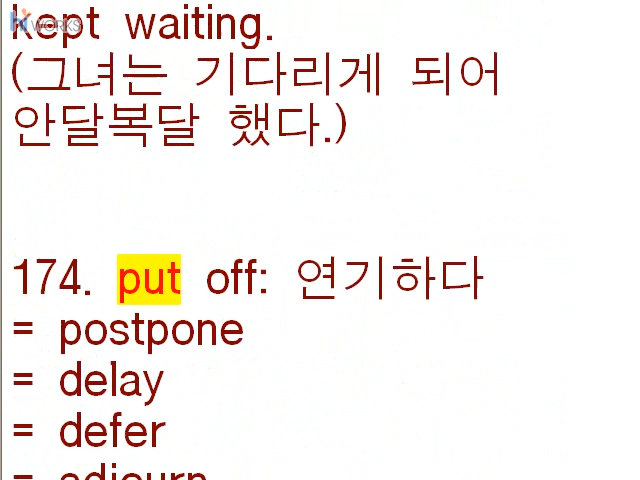 kept waiting.
(그녀는 기다리게 되어
안달복달 했다.)
174. put off: 연기하다
= postpone
= delay
= defer
= adjourn